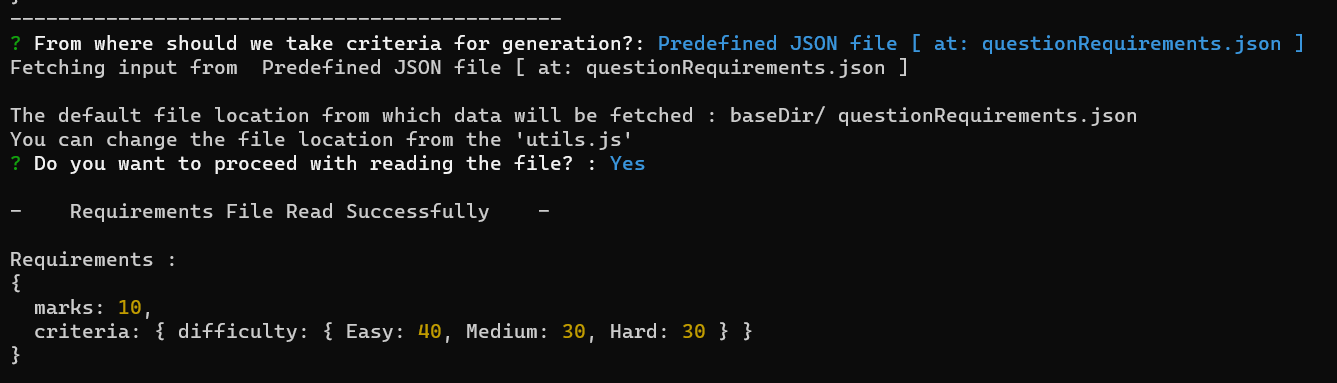 }
-----------------------------------------------
? From where should we take criteria for generation?: Predefined JSON file [ at: questionRequirements.json ]
Fetching input from  Predefined JSON file [ at: questionRequirements.json ]
The default file location from which data will be fetched : baseDir/ questionRequirements.json
You can change the file location from the 'utils.js'
? Do you want to proceed with reading the file? : Yes
-    Requirements File Read Successfully    -
Requirements :
{
  marks: 10,
  criteria: { difficulty: { Easy: 40, Medium: 30, Hard: 30 } }
}